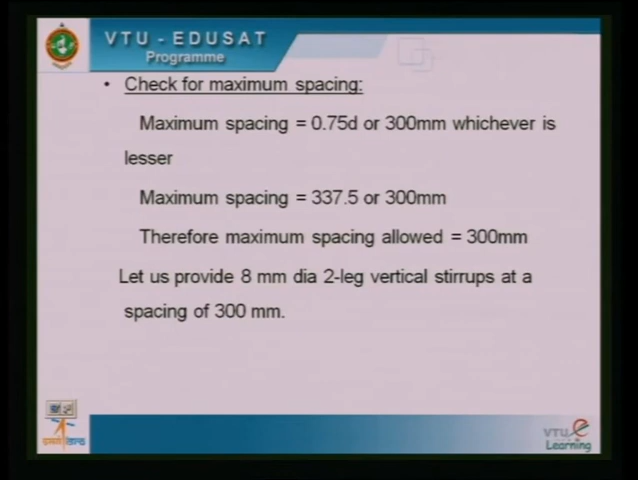 VTU - EDUSAT
Programme
• Check for maximum spacing:
Maximum spacing = 0.75d or 300mm whichever is
lesser
Maximum spacing = 337.5 or 300mm
Therefore maximum spacing allowed = 300mm
Let us provide 8 mm dia 2-leg vertical stirrups at a
spacing of 300 mm.
VTU e
Learning